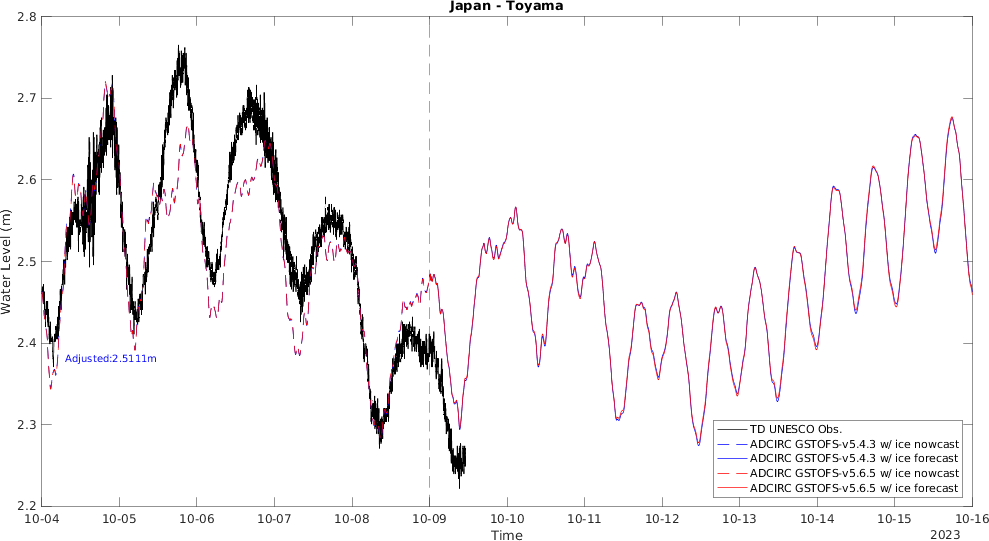 Japan - Toyama
Water Level (m)
2.8
2.7
2.6
2.5
2.4
2.3
2.2
Adjusted:2.5111m
TD UNESCO Obs.
ADCIRC GSTOFS-v5.4.3 w/ ice nowcast
ADCIRC GSTOFS-v5.4.3 w/ ice forecast
ADCIRC GSTOFS-v5.6.5 w/ ice nowcast
ADCIRC GSTOFS-v5.6.5 w/ ice forecast
10-04 10-05 10-06 10-07 10-08 10-09 10-10 10-11 10-12 10-13 10-14 10-15 10-16
Time
2023